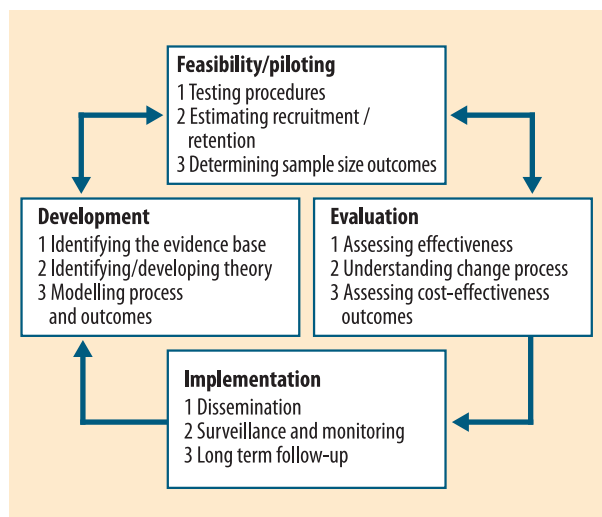 Feasibility/piloting
1 Testing procedures
2 Estimating recruitment /
retention
3 Determining sample size outcomes
Development
1 Identifying the evidence base
2 Identifying/developing theory
3 Modelling process
and outcomes
Evaluation
1 Assessing effectiveness
2 Understanding change process
3 Assessing cost-effectiveness
outcomes
Implementation
1 Dissemination
2 Surveillance and monitoring
3 Long term follow-up